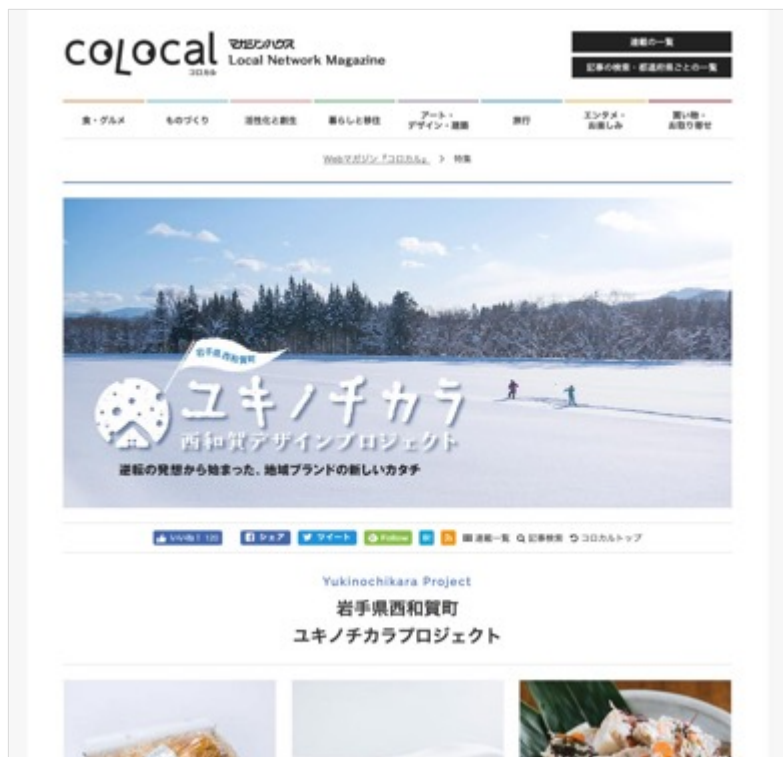 colocal
コロカル
マガジンハウス
Local Network Magazine
連載の一覧
記事の検索・都道府県ごとの一覧
食・グルメ
ものづくり
活性化と創生
暮らしと移住
アート・
デザイン・建築
旅行
エンタメ・
お楽しみ
買い物・
お取り寄せ
Webマガジン『コロカル』 > 特集
岩手県西和賀町
ユキノチカラ
西和賀デザインプロジェクト
逆転の発想から始まった、地域ブランドの新しいカタチ
いいね！ 120 シェア ツイート Follow 連載一覧 記事検索 コロカルトップ
Yukinochikara Project
岩手県西和賀町
ユキノチカラプロジェクト